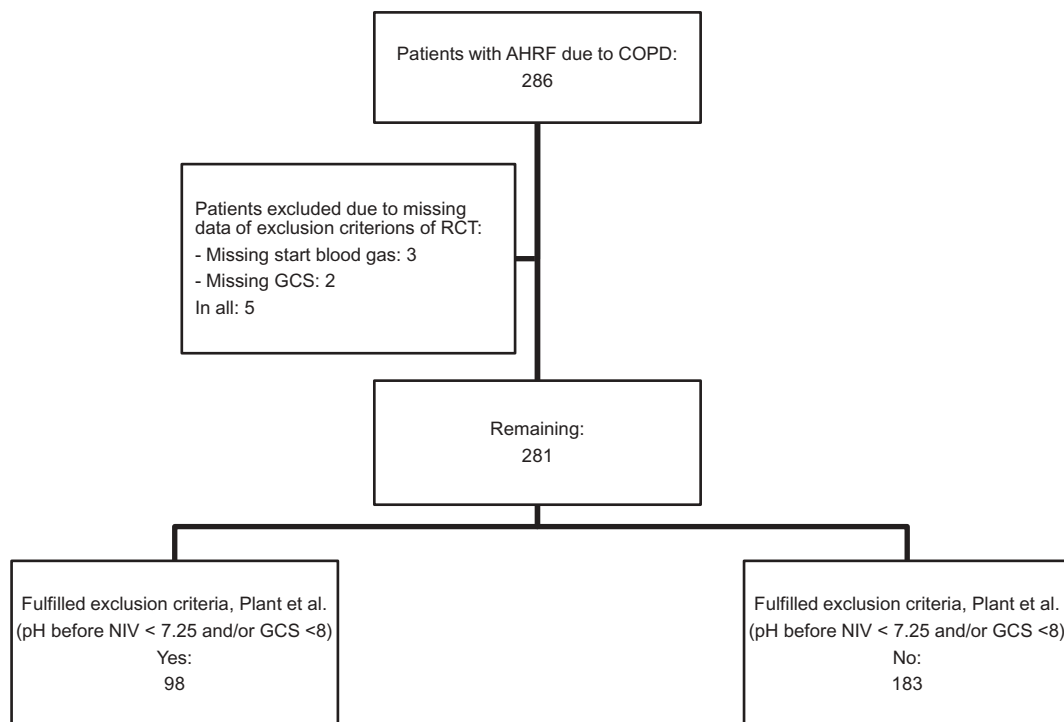 Patients with AHRF due to COPD:
286
Patients excluded due to missing
data of exclusion criterions of RCT:
- Missing start blood gas: 3
- Missing GCS: 2
In all: 5
Remaining:
281
Fulfilled exclusion criteria, Plant et al.
(pH before NIV < 7.25 and/or GCS <8)
Yes:
98
Fulfilled exclusion criteria, Plant et al.
(pH before NIV < 7.25 and/or GCS <8)
No:
183